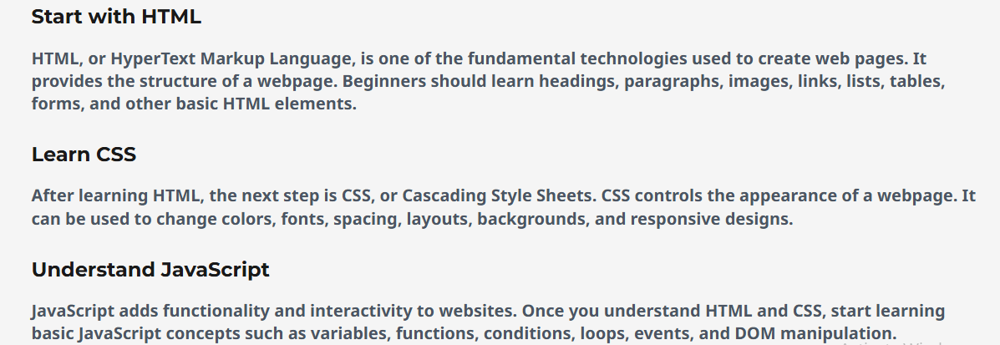 Start with HTML
HTML, or HyperText Markup Language, is one of the fundamental technologies used to create web pages. It
provides the structure of a webpage. Beginners should learn headings, paragraphs, images, links, lists, tables,
forms, and other basic HTML elements.
Learn CSS
After learning HTML, the next step is CSS, or Cascading Style Sheets. CSS controls the appearance of a webpage. It
can be used to change colors, fonts, spacing, layouts, backgrounds, and responsive designs.
Understand JavaScript
JavaScript adds functionality and interactivity to websites. Once you understand HTML and CSS, start learning
basic JavaScript concepts such as variables, functions, conditions, loops, events, and DOM manipulation.